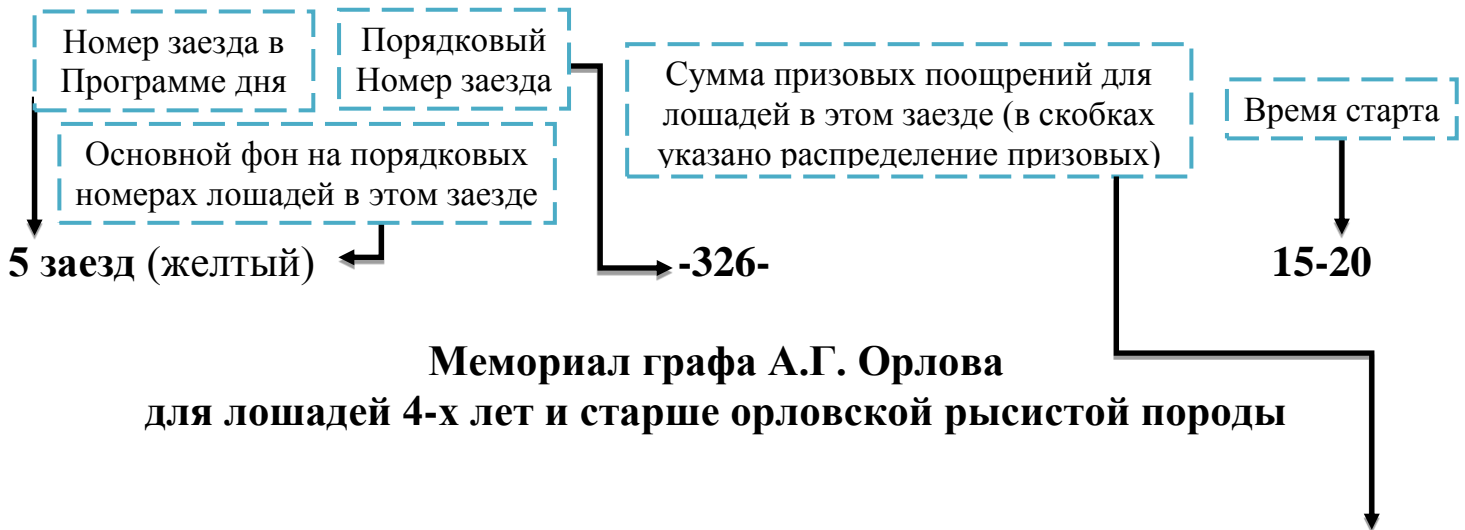 Номер заезда в
Программе дня
Порядковый
Номер заезда
Сумма призовых поощрений для
лошадей в этом заезде (в скобках
указано распределение призовых)
Время старта
Основной фон на порядковых
номерах лошадей в этом заезде
5 заезд (желтый)
-326-
15-20
Мемориал графа А.Г. Орлова
для лошадей 4-х лет и старше орловской рысистой породы